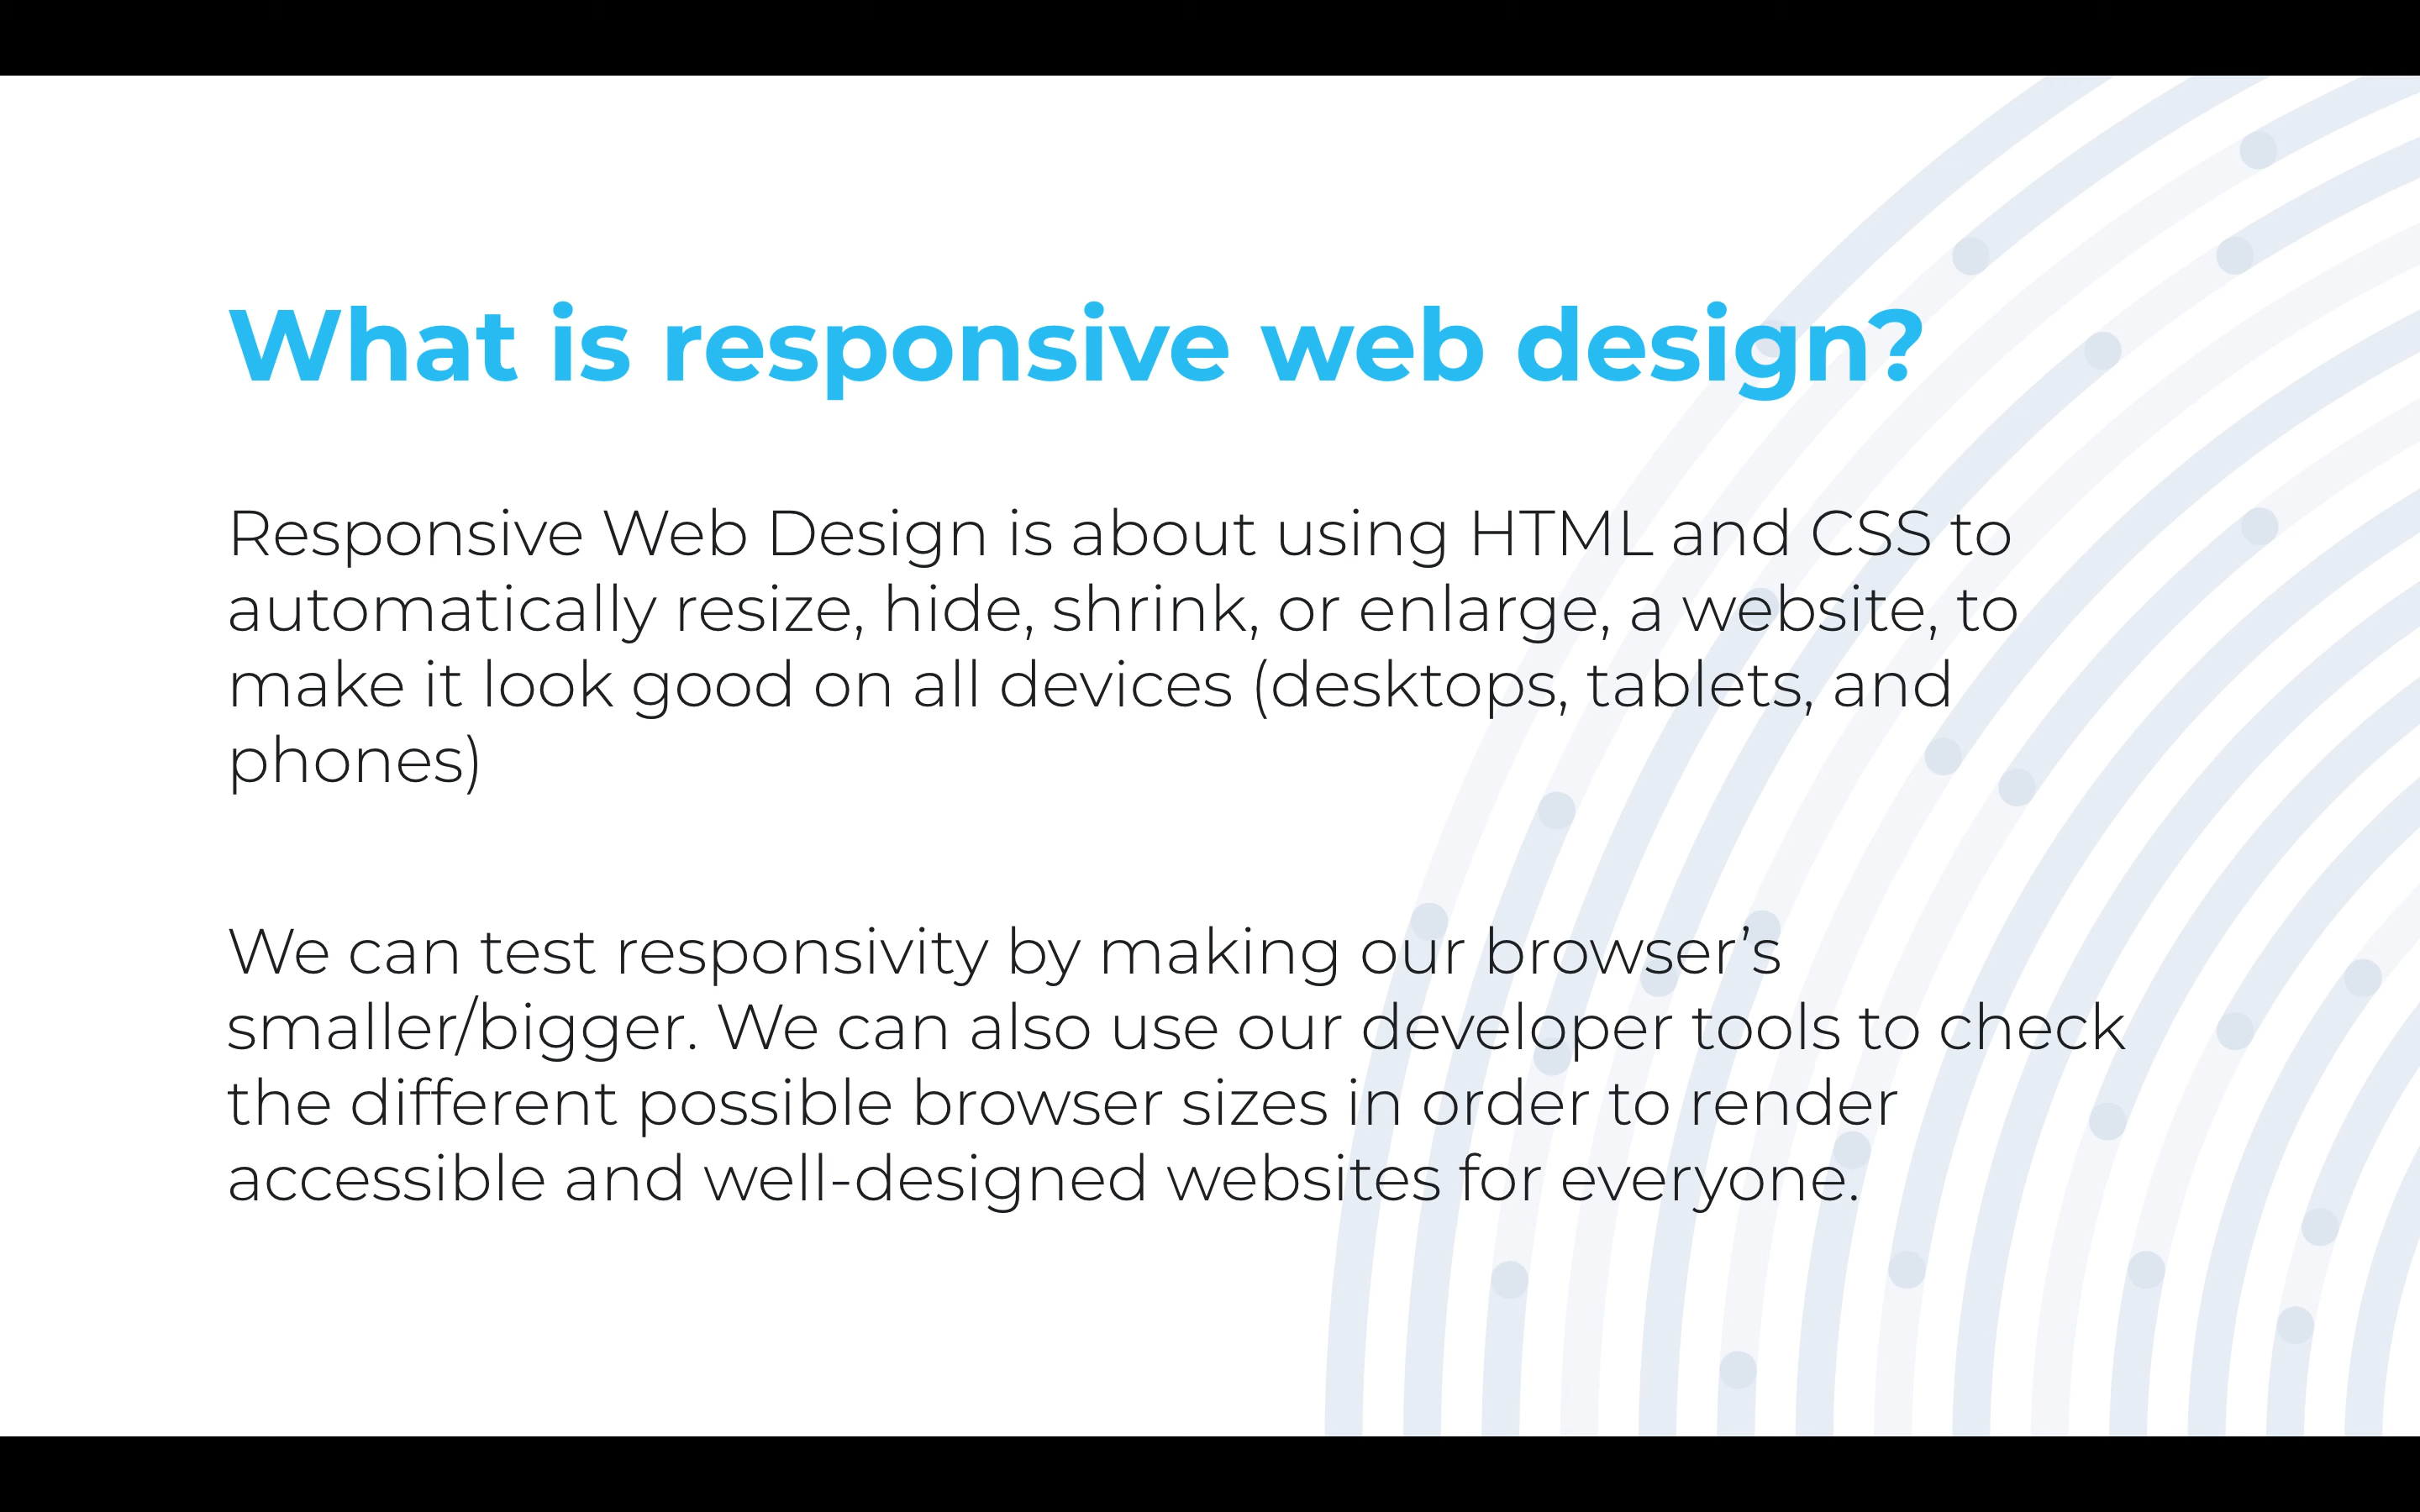 What is responsive web design?
Responsive Web Design is about using HTML and CSS to
automatically resize, hide, shrink, or enlarge, a website, to
make it look good on all devices (desktops, tablets, and
phones)
We can test responsivity by making our browser’s
smaller/bigger. We can also use our developer tools to check
the different possible browser sizes in order to render
accessible and well-designed websites for everyone.